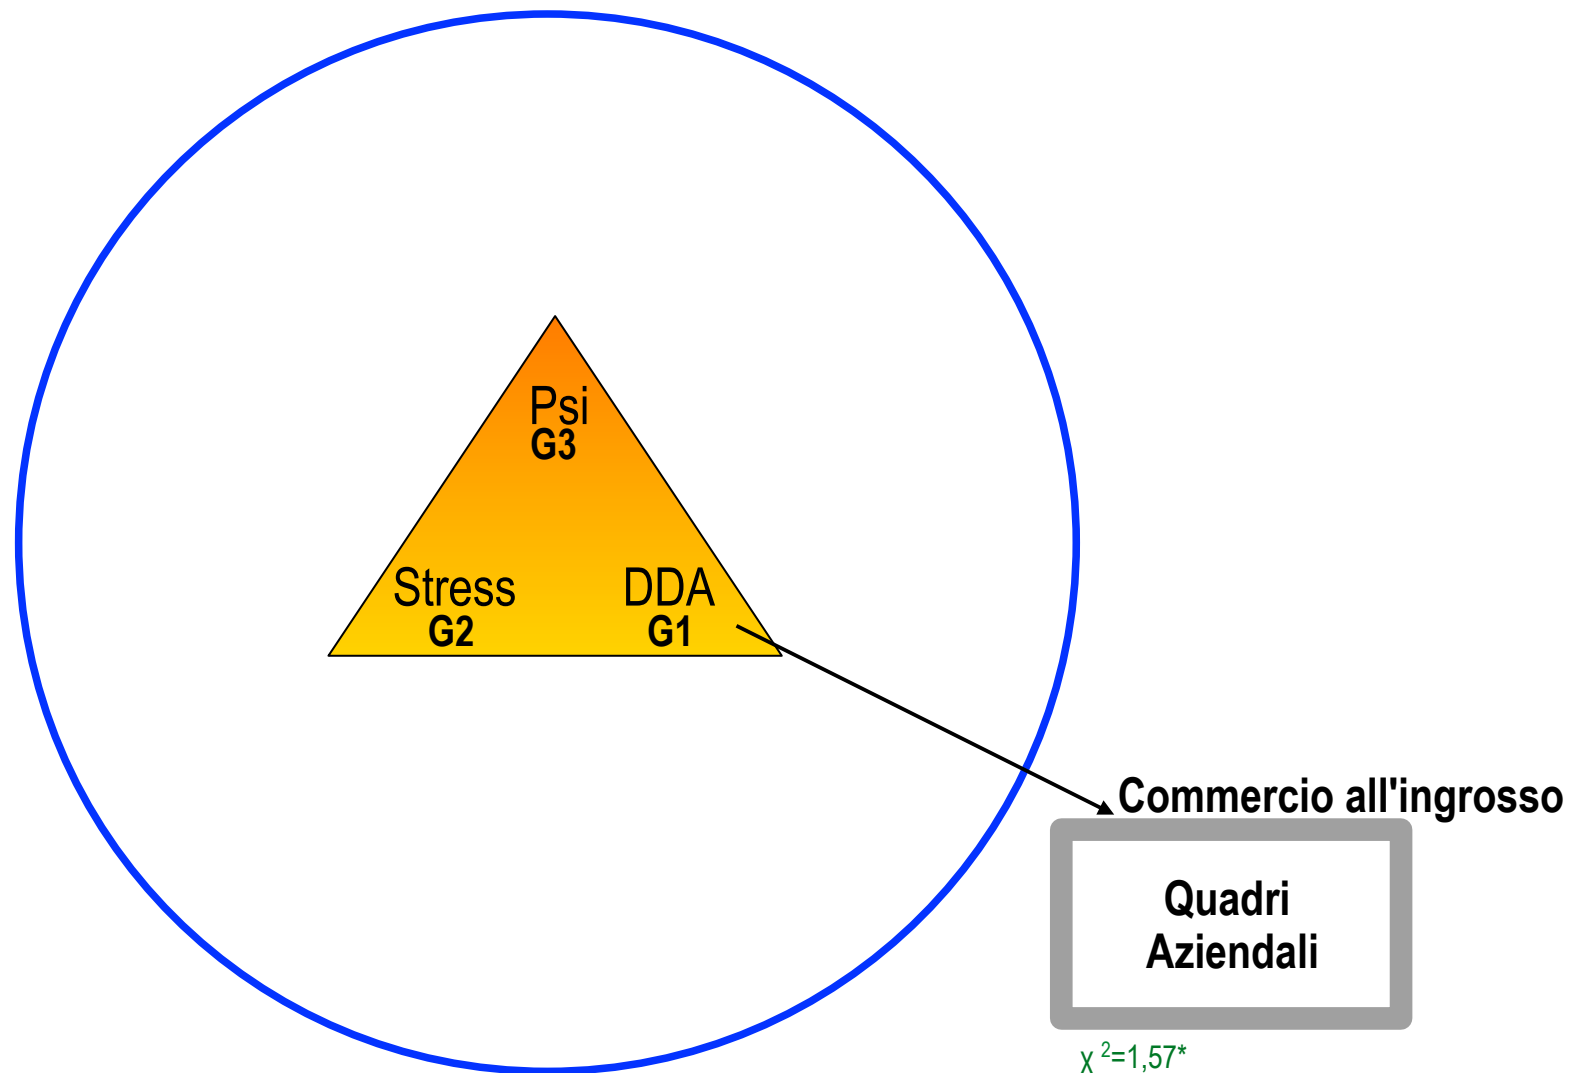 Psi
G3
Stress
G2
DDA
G1
Commercio all'ingrosso
Quadri
Aziendali
χ ²=1,57*